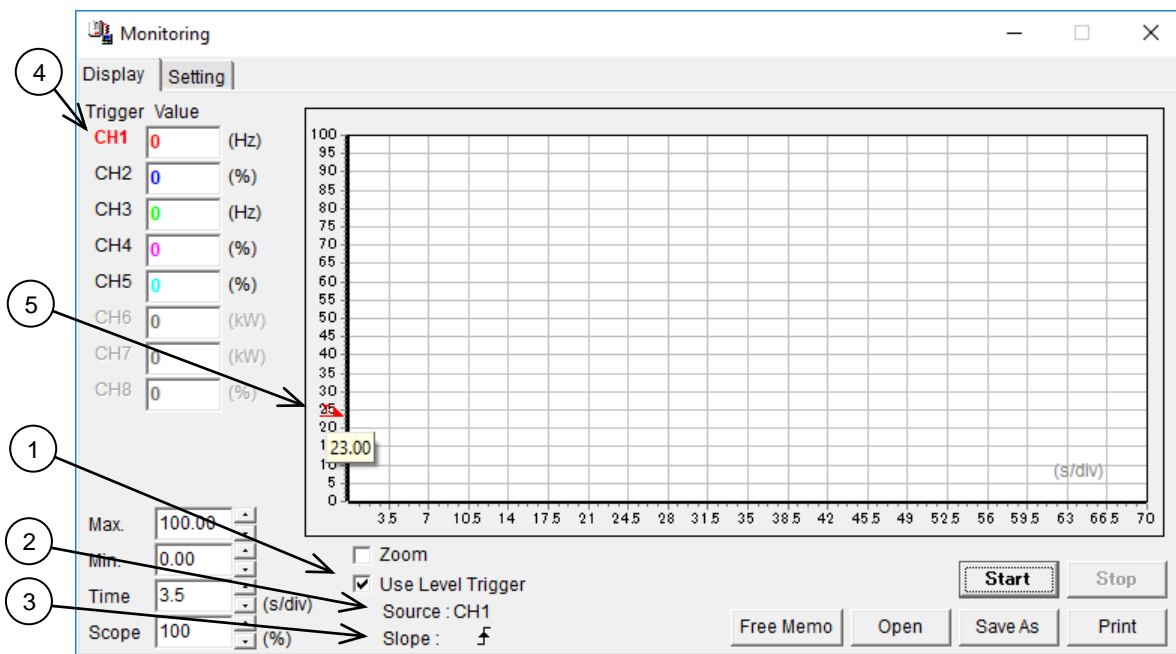 Monitoring
Display Setting
4
Trigger Value
CH1 0 (Hz)
CH2 0 (%)
CH3 0 (Hz)
CH4 0 (%)
CH5 0 (%)
CH6 0 (kW)
CH7 0 (kW)
CH8 0 (%)
100
95
90
85
80
75
70
65
60
55
50
45
40
35
30
25
20
10
5
0
5
23.00
(s/div)
3.5 7 10.5 14 17.5 21 24.5 28 31.5 35 38.5 42 45.5 49 52.5 56 59.5 63 66.5 70
1
2
3
Max. 100.00
Min. 0.00
Time 3.5 (s/div)
Scope 100 (%)
Zoom
Use Level Trigger
Source : CH1
Slope :
Start Stop
Free Memo Open Save As Print